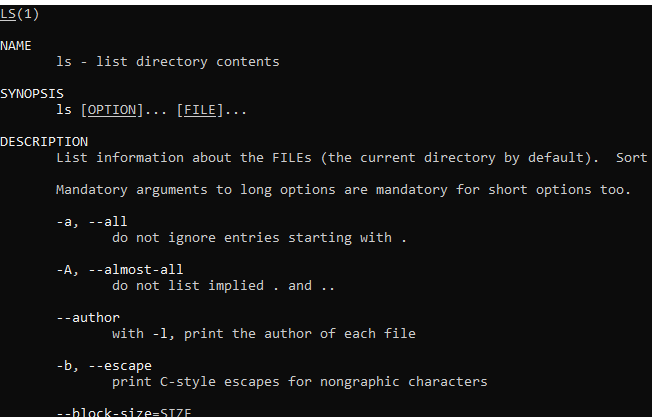 LS(1)
NAME
ls - list directory contents
SYNOPSIS
ls [OPTION]... [FILE]...
DESCRIPTION
List information about the FILEs (the current directory by default).  Sort
Mandatory arguments to long options are mandatory for short options too.
-a, --all
do not ignore entries starting with .
-A, --almost-all
do not list implied . and ..
--author
with -l, print the author of each file
-b, --escape
print C-style escapes for nongraphic characters
--block-size=SIZE